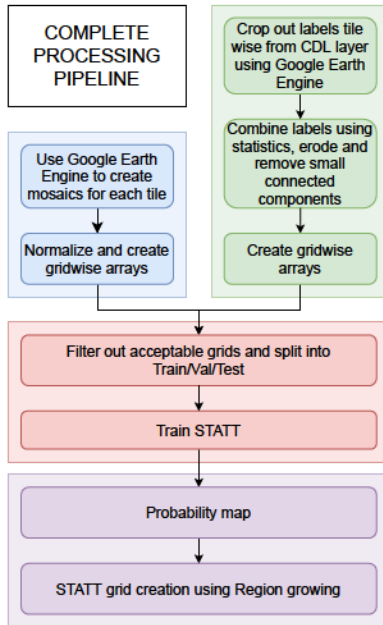 COMPLETE
PROCESSING
PIPELINE
Crop out labels tile
wise from CDL layer
using Google Earth
Engine
Combine labels using
statistics, erode and
remove small
connected
components
Create gridwise
arrays
Use Google Earth
Engine to create
mosaics for each tile
Normalize and create
gridwise arrays
Filter out acceptable grids and split into
Train/Val/Test
Train STATT
Probability map
STATT grid creation using Region growing